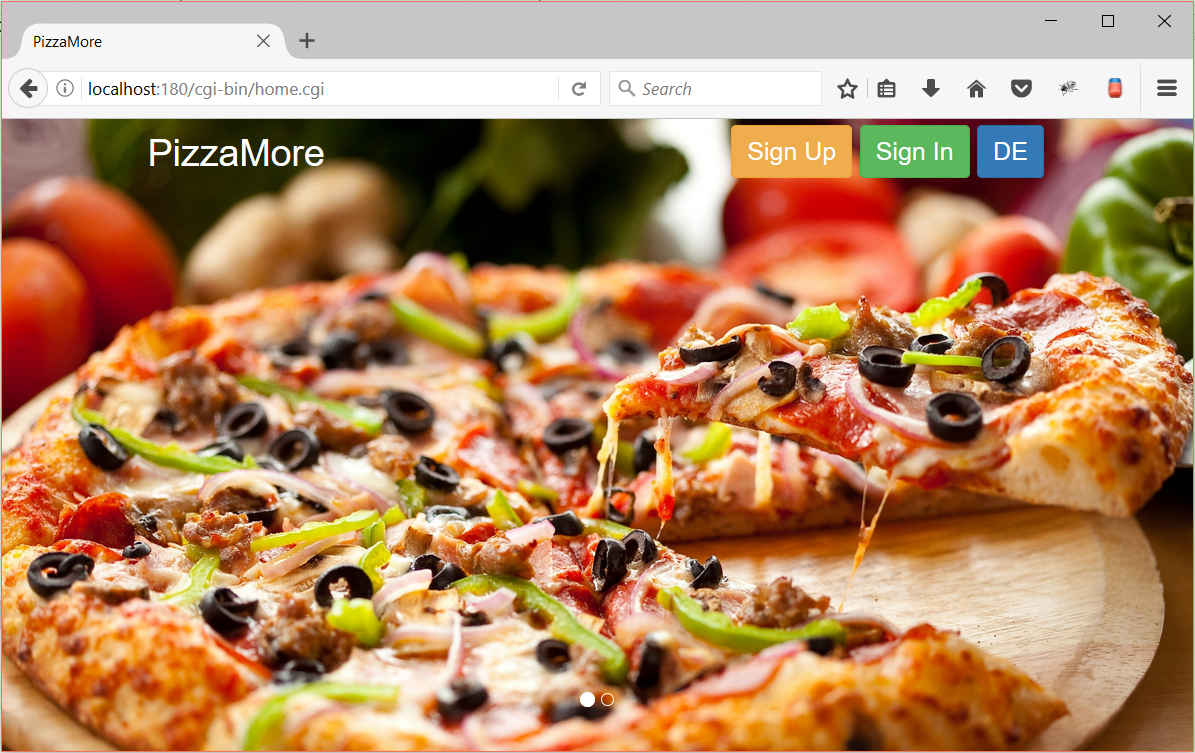 PizzaMore
localhost:180/cgi-bin/home.cgi
Search
PizzaMore
Sign Up
Sign In
DE